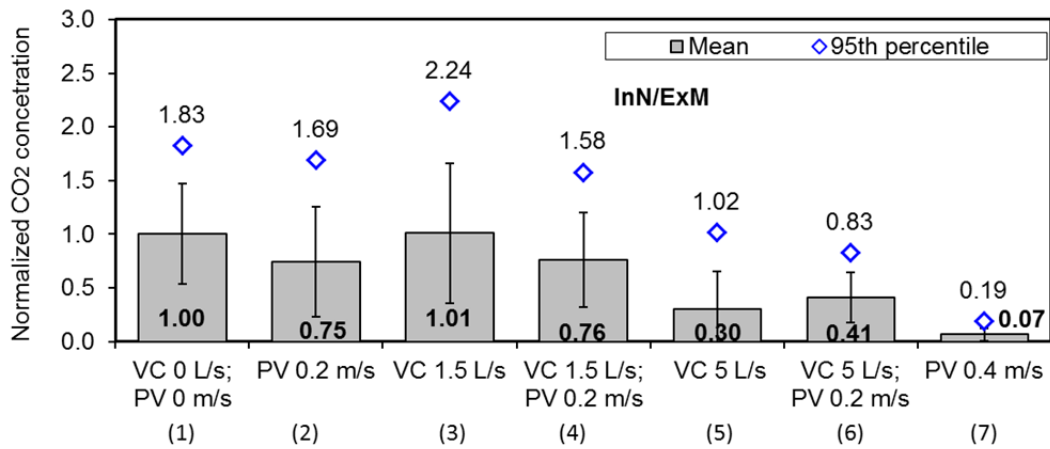 Normalized CO2 concetration
3.0
2.5
2.0
1.5
1.0
0.5
0.0
Mean
95th percentile
InN/ExM
1.83
1.69
2.24
1.58
1.02
0.83
0.19
1.00
0.75
1.01
0.76
0.30
0.41
0.07
VC 0 L/s;
PV 0 m/s
PV 0.2 m/s
VC 1.5 L/s
VC 1.5 L/s;
PV 0.2 m/s
VC 5 L/s
VC 5 L/s;
PV 0.2 m/s
PV 0.4 m/s
(1)
(2)
(3)
(4)
(5)
(6)
(7)